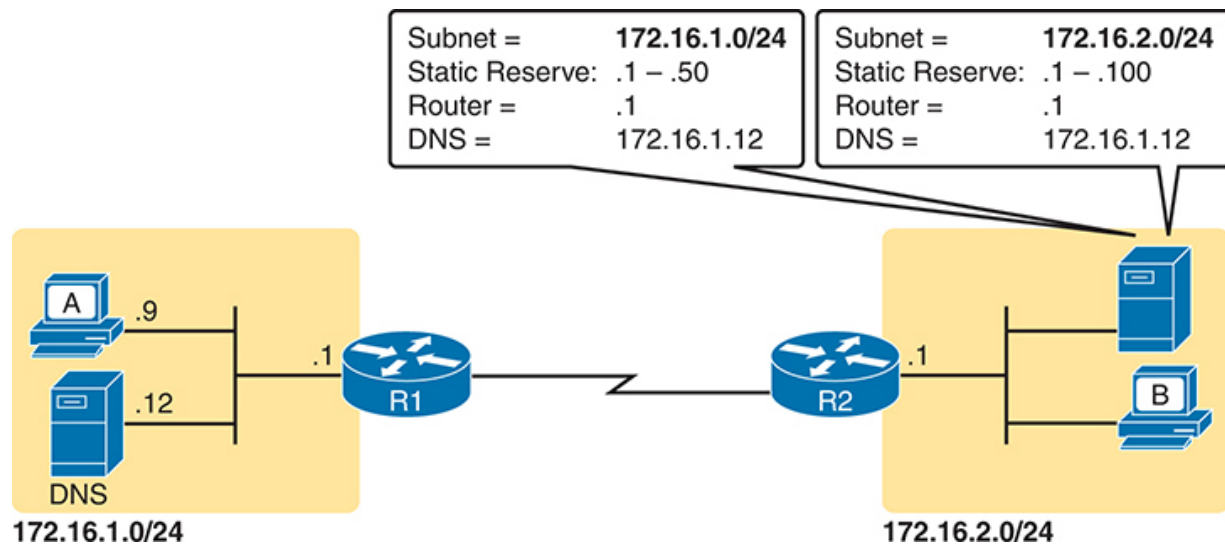 Subnet = 172.16.1.0/24
Static Reserve: .1 – .50
Router = .1
DNS = 172.16.1.12
Subnet = 172.16.2.0/24
Static Reserve: .1 – .100
Router = .1
DNS = 172.16.1.12
A
.9
.12
DNS
172.16.1.0/24
.1
R1
R2
.1
B
172.16.2.0/24